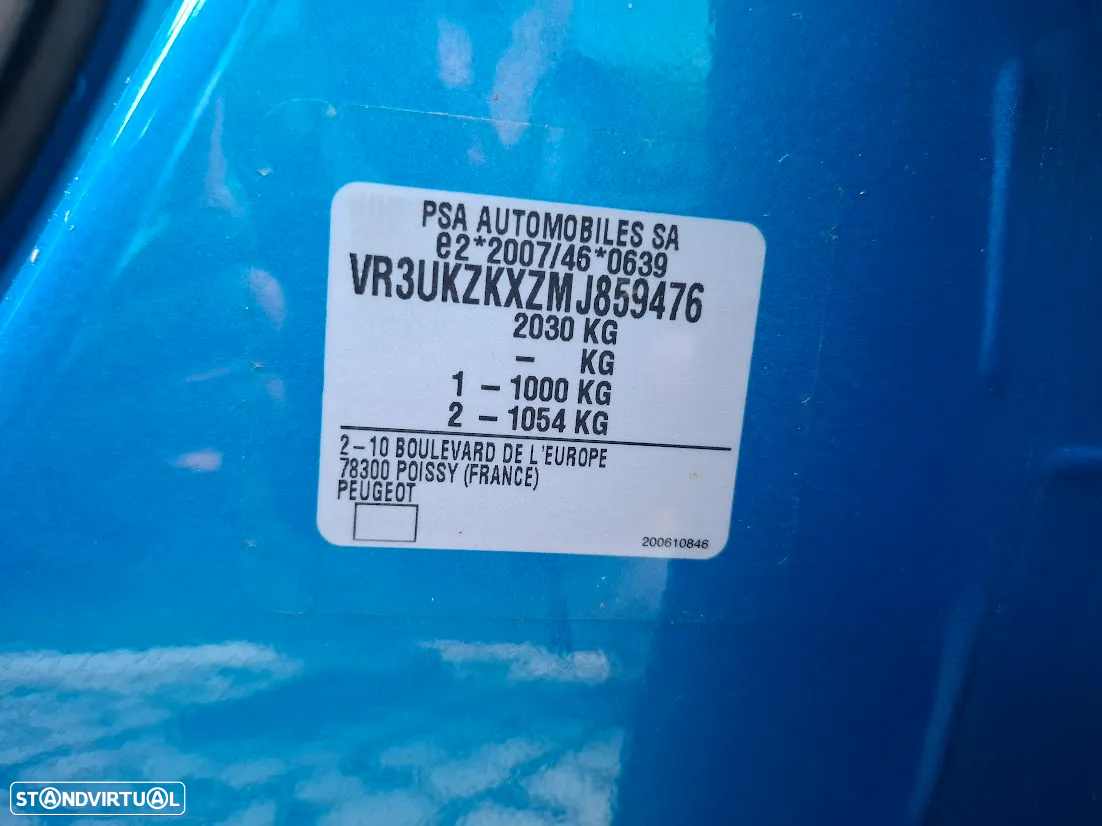 PSA AUTOMOBILES SA
e2*2007/46*0639
VR3UKZKXZMJ859476
2030 KG
- KG
1 - 1000 KG
2 - 1054 KG
2-10 BOULEVARD DE L'EUROPE
78300 POISSY (FRANCE)
PEUGEOT
200610846
STANDVIRTUAL